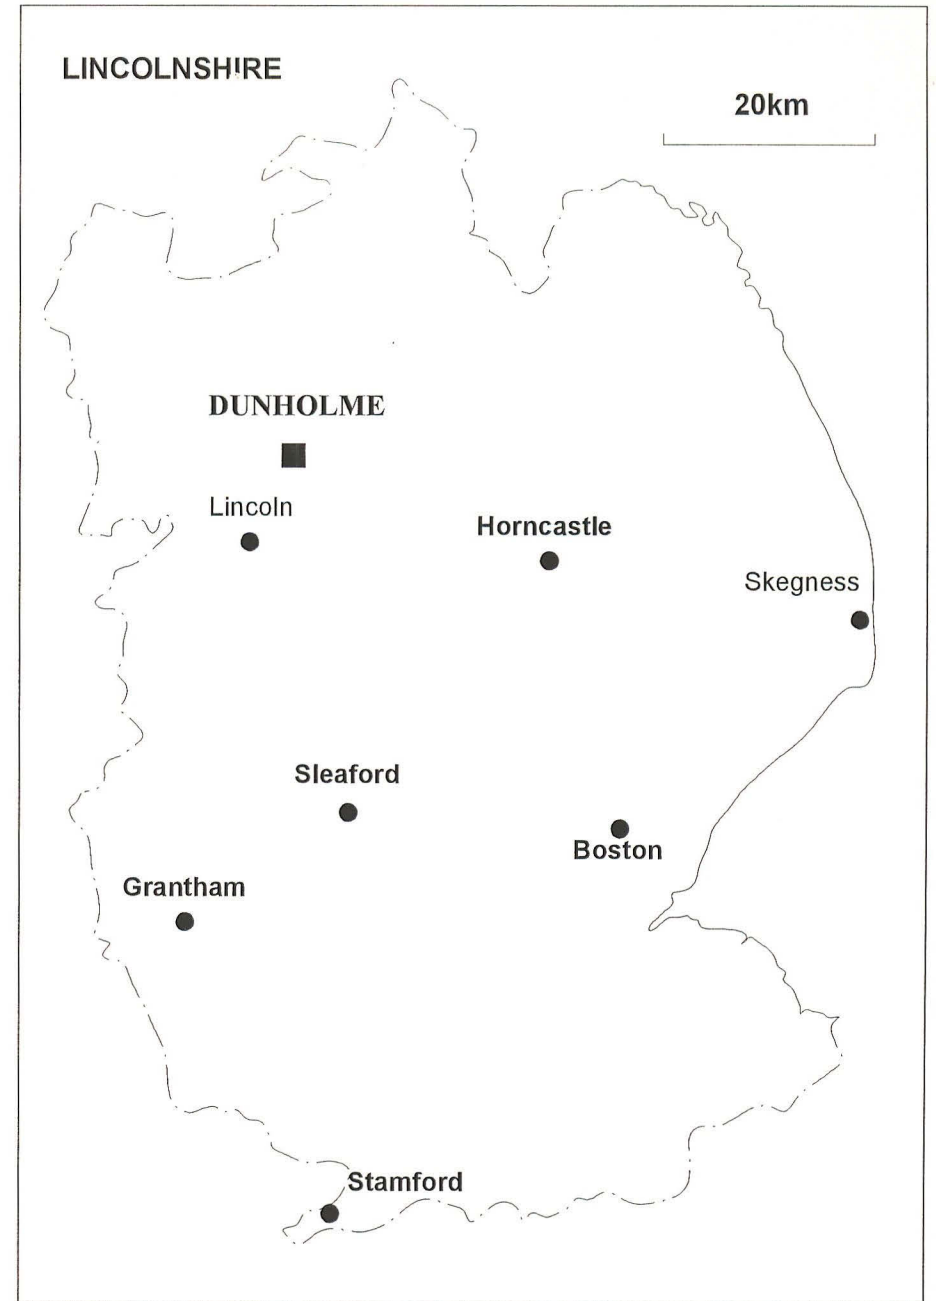 LINCOLNSHIRE
20km
DUNHOLME
Lincoln
Horncastle
Skegness
Sleaford
Boston
Grantham
Stamford